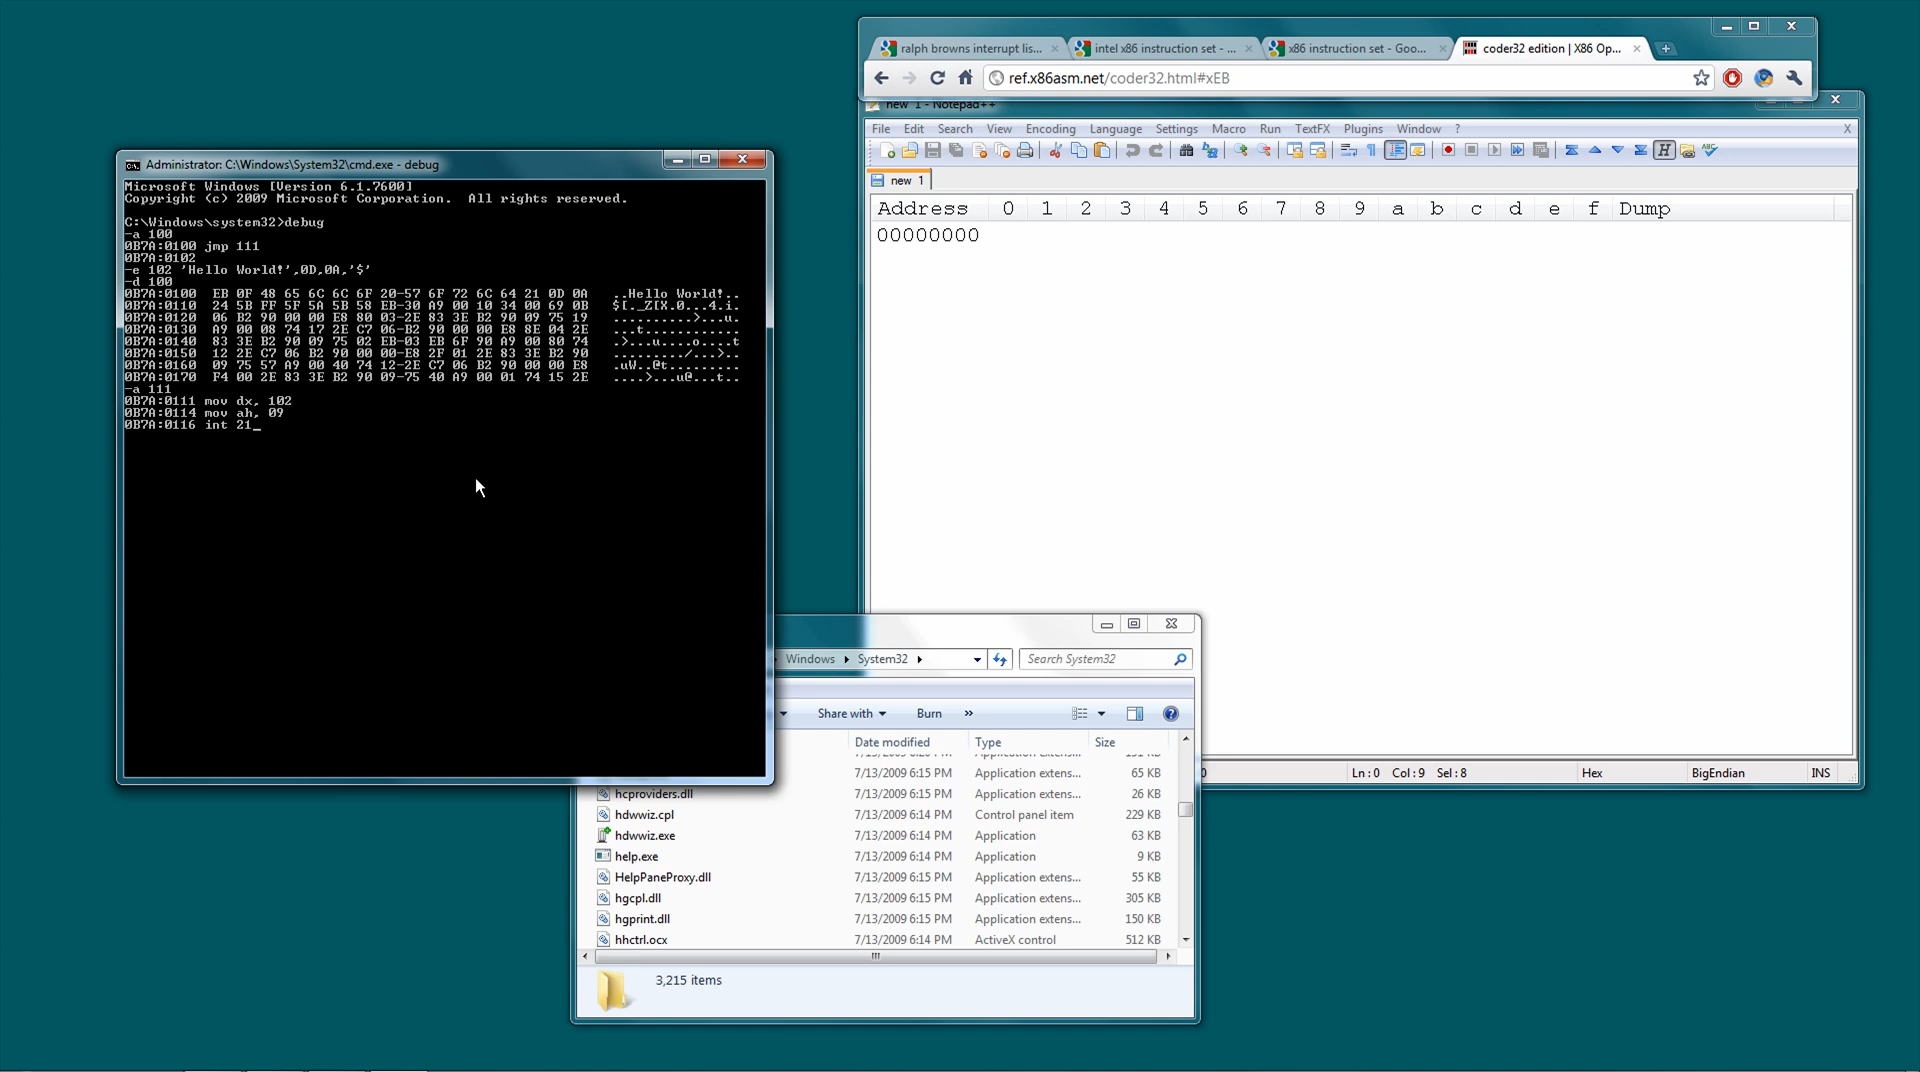 ralph browns interrupt lis...
intel x86 instruction set - ...
x86 instruction set - Goo...
coder32 edition | X86 Op...
ref.x86asm.net/coder32.html#xEB
new 1 - Notepad++
File Edit Search View Encoding Language Settings Macro Run TextFX Plugins Window ? X
new 1
Address 0 1 2 3 4 5 6 7 8 9 a b c d e f Dump
00000000
Administrator: C:\Windows\System32\cmd.exe - debug
Microsoft Windows [Version 6.1.7600]
Copyright (c) 2009 Microsoft Corporation.  All rights reserved.
C:\Windows\system32>debug
-a 100
0B7A:0100 jmp 111
0B7A:0102
-e 102 'Hello World!',0D,0A,'$'
-d 100
0B7A:0100  EB 0F 48 65 6C 6C 6F 20-57 6F 72 6C 64 21 0D 0A   ..Hello World!..
0B7A:0110  24 5B FF 5F 5A 5B 58 EB-30 A9 00 10 34 00 69 0B   $[._Z[X.0...4.i.
0B7A:0120  06 B2 90 00 00 E8 80 03-2E 83 3E B2 90 09 75 19   ..........>...u.
0B7A:0130  A9 00 08 74 17 2E C7 06-B2 90 00 00 E8 8E 04 2E   ...t............
0B7A:0140  83 3E B2 90 09 75 02 EB-03 EB 6F 90 A9 00 80 74   .>...u....o....t
0B7A:0150  12 2E C7 06 B2 90 00 00-E8 2F 01 2E 83 3E B2 90   ........./...>..
0B7A:0160  09 75 57 A9 00 40 74 12-2E C7 06 B2 90 00 00 E8   .uW..@t.........
0B7A:0170  F4 00 2E 83 3E B2 90 09-75 40 A9 00 01 74 15 2E   ....>...u@...t..
-a 111
0B7A:0111 mov dx, 102
0B7A:0114 mov ah, 09
0B7A:0116 int 21_
Windows System32
Search System32
Share with Burn »
Date modified Type Size
7/13/2009 6:15 PM Application extens... 65 KB
hcproviders.dll 7/13/2009 6:15 PM Application extens... 26 KB
hdwwiz.cpl 7/13/2009 6:14 PM Control panel item 229 KB
hdwwiz.exe 7/13/2009 6:14 PM Application 63 KB
help.exe 7/13/2009 6:14 PM Application 9 KB
HelpPaneProxy.dll 7/13/2009 6:15 PM Application extens... 55 KB
hgcpl.dll 7/13/2009 6:15 PM Application extens... 305 KB
hgprint.dll 7/13/2009 6:15 PM Application extens... 150 KB
hhctrl.ocx 7/13/2009 6:14 PM ActiveX control 512 KB
3,215 items
0 Ln:0 Col:9 Sel:8 Hex BigEndian INS